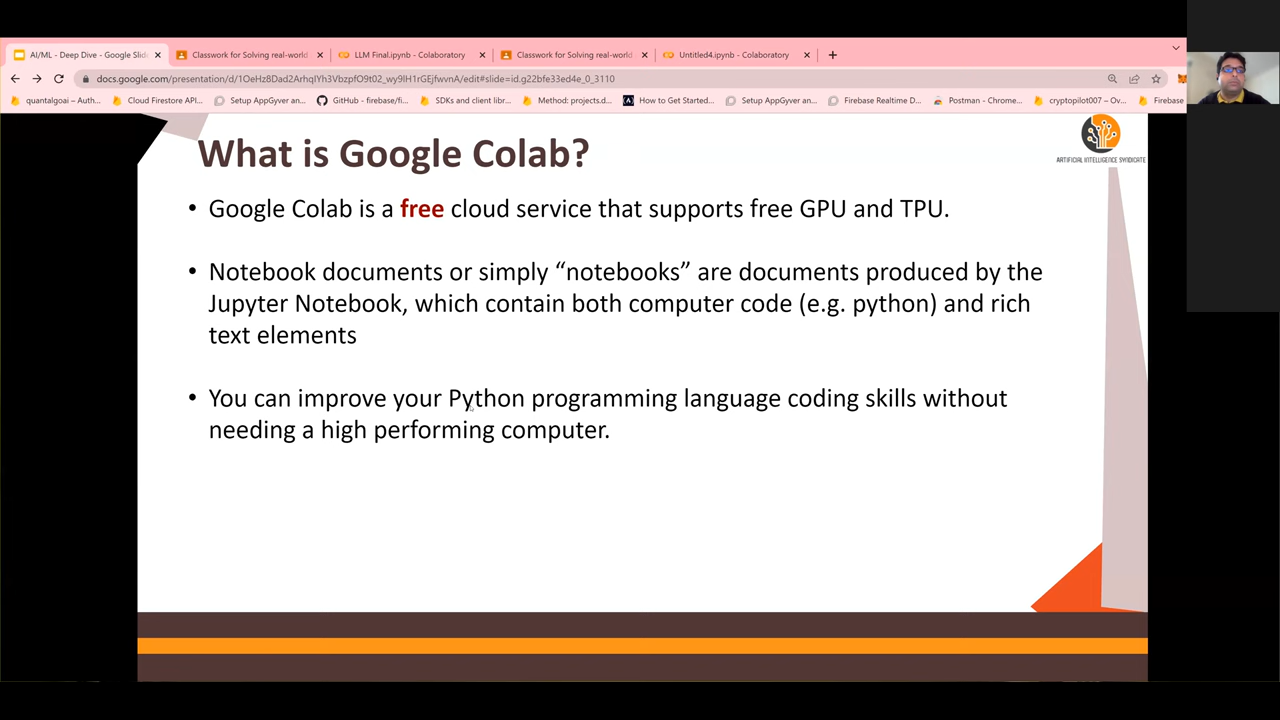 AI/ML - Deep Dive - Google Slid
Classwork for Solving real-world
LLM Final.ipynb - Colaboratory
Classwork for Solving real-world
Untitled4.ipynb - Colaboratory
docs.google.com/presentation/d/1OeHz8Dad2ArhqIYh3VbzpfO9t02_wy9lH1rGEjfwvnA/edit#slide=id.g22bfe33ed4e_0_3110
quantalgoai – Auth...
Cloud Firestore API...
Setup AppGyver an...
GitHub - firebase/fi...
SDKs and client libr...
Method: projects.d...
How to Get Started...
Setup AppGyver an...
Firebase Realtime D...
Postman - Chrome...
cryptopilot007 – Ov...
Firebase
What is Google Colab?
ARTIFICIAL INTELLIGENCE SYNDICATE
• Google Colab is a free cloud service that supports free GPU and TPU.
• Notebook documents or simply “notebooks” are documents produced by the
Jupyter Notebook, which contain both computer code (e.g. python) and rich
text elements
• You can improve your Python programming language coding skills without
needing a high performing computer.